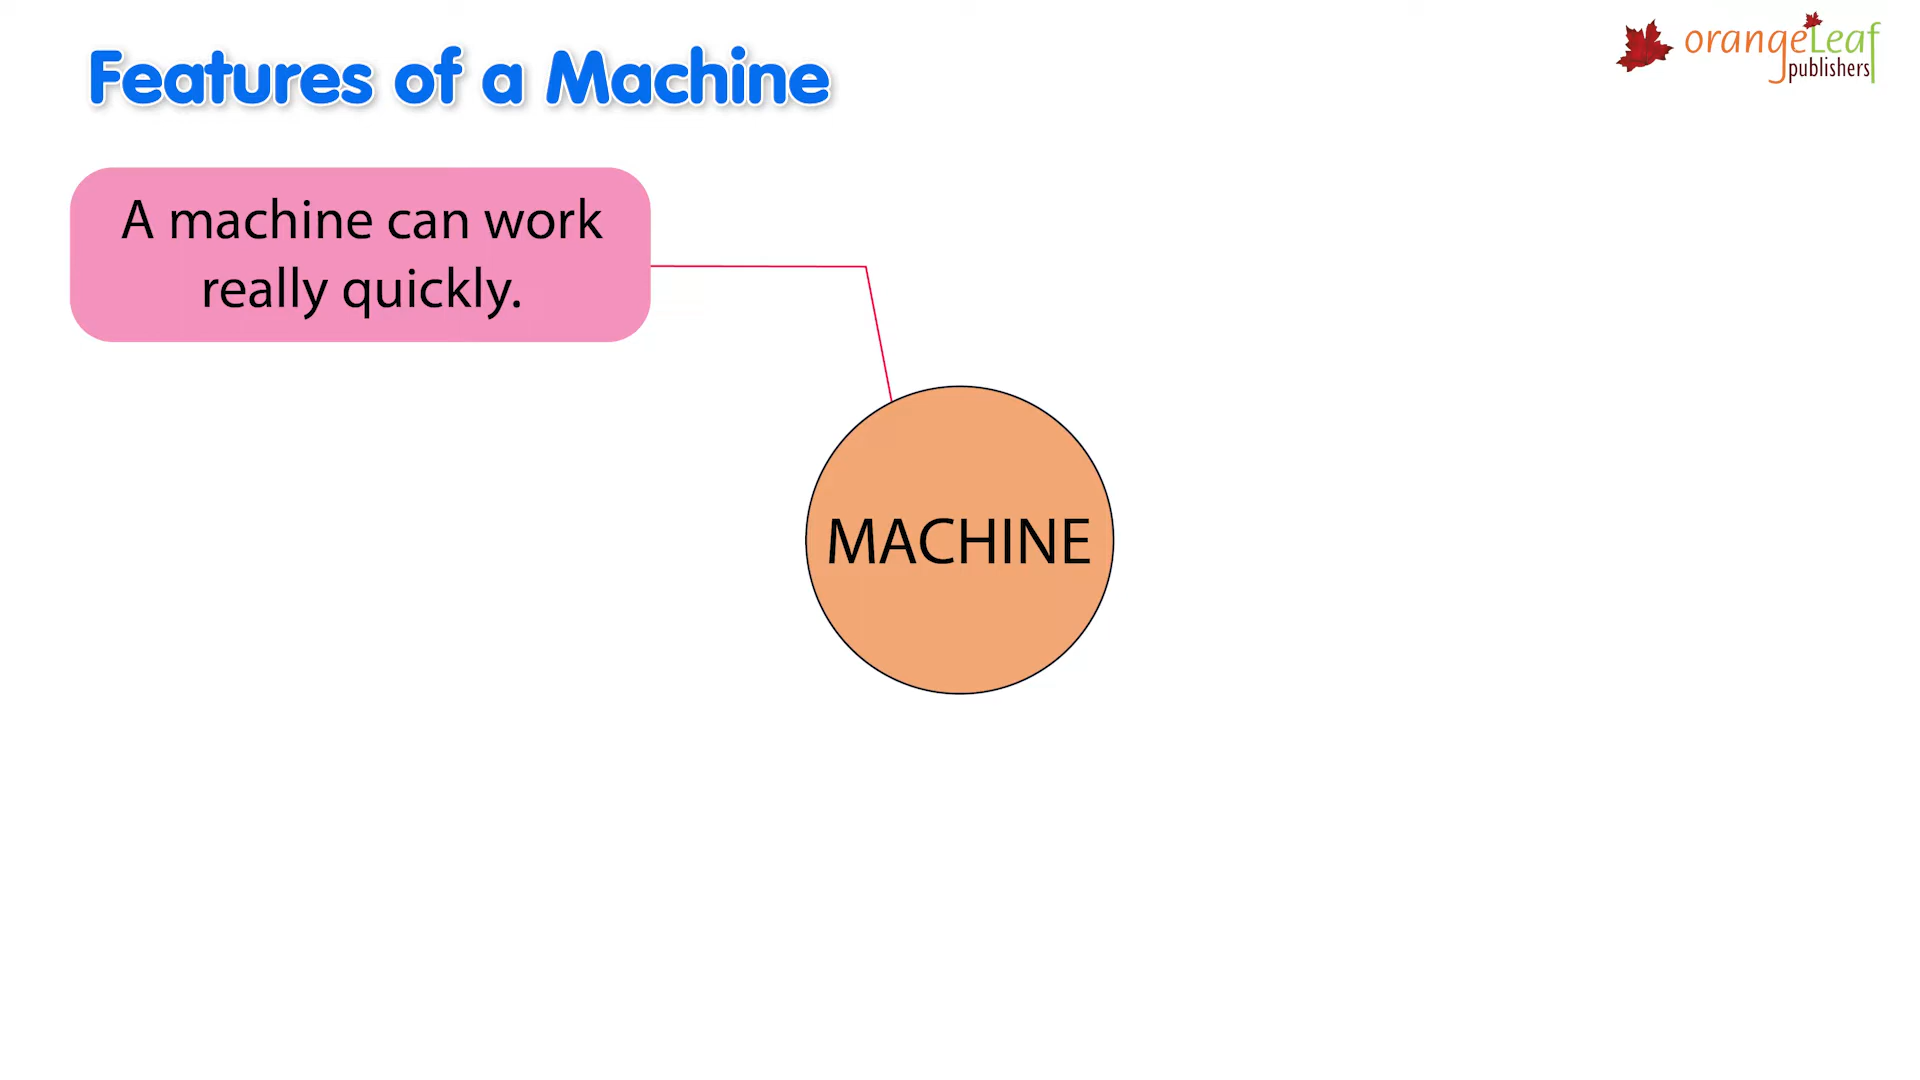 Features of a Machine
orangeLeaf
publishers
A machine can work
really quickly.
MACHINE